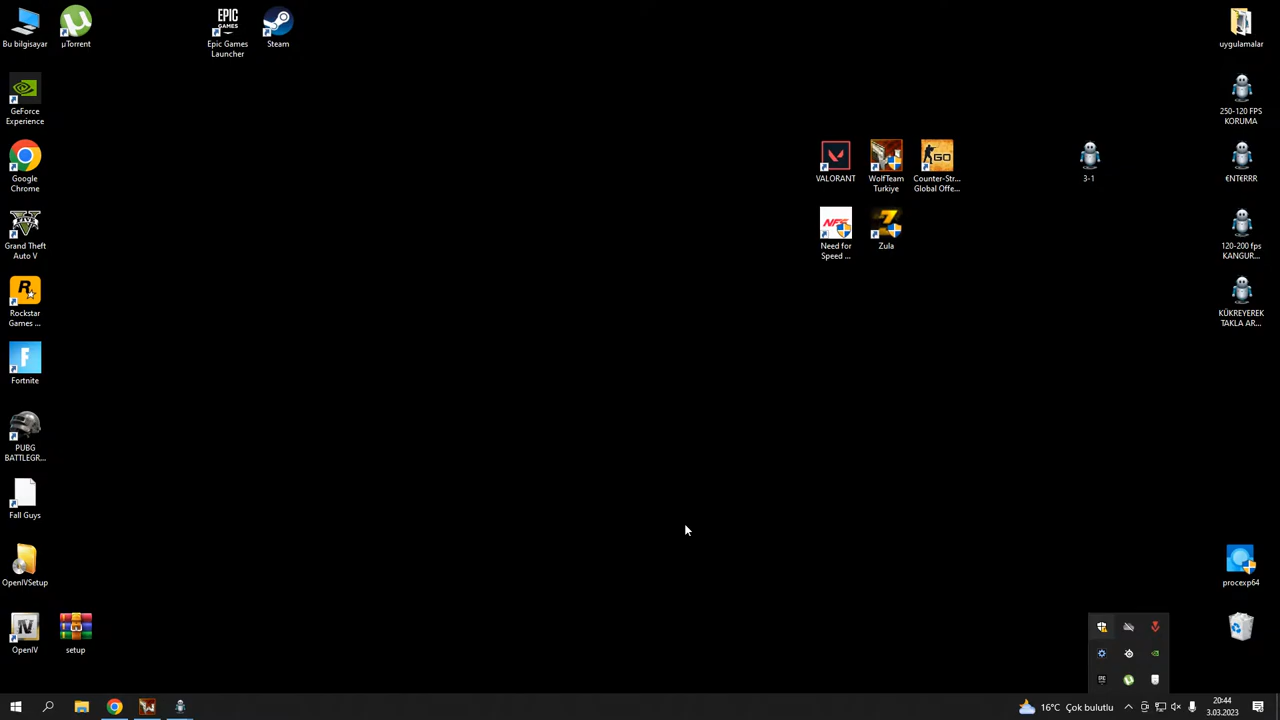 Bu bilgisayar
µTorrent
Epic Games
Launcher
Steam
uygulamalar
GeForce
Experience
250-120 FPS
KORUMA
Google
Chrome
VALORANT
WolfTeam
Turkiye
Counter-Str...
Global Offe...
3-1
€NT€RRR
Grand Theft
Auto V
Need for
Speed ...
Zula
120-200 fps
KANGUR...
Rockstar
Games ...
KÜKREYEREK
TAKLA AR...
Fortnite
PUBG
BATTLEGR...
Fall Guys
OpenIVSetup
procexp64
OpenIV
setup
16°C Çok bulutlu
20:44
3.03.2023